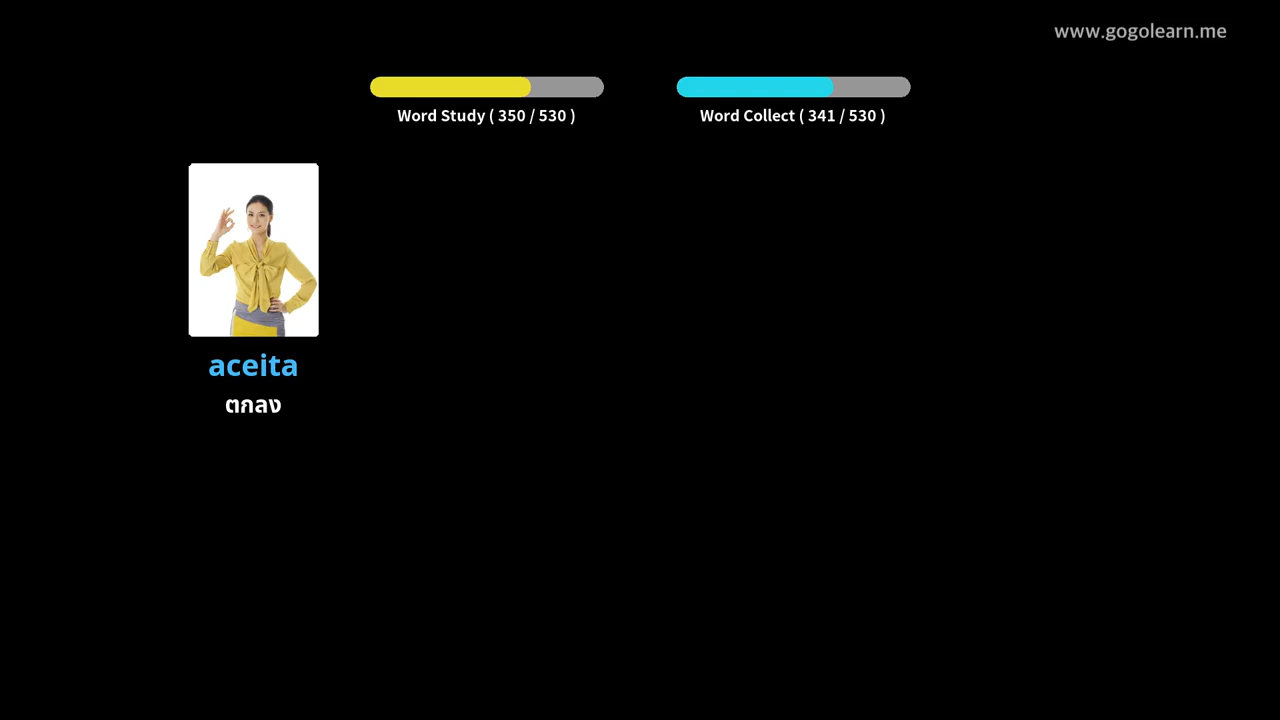 www.gogolearn.me
Word Study ( 350 / 530 )
Word Collect ( 341 / 530 )
aceita
ตกลง